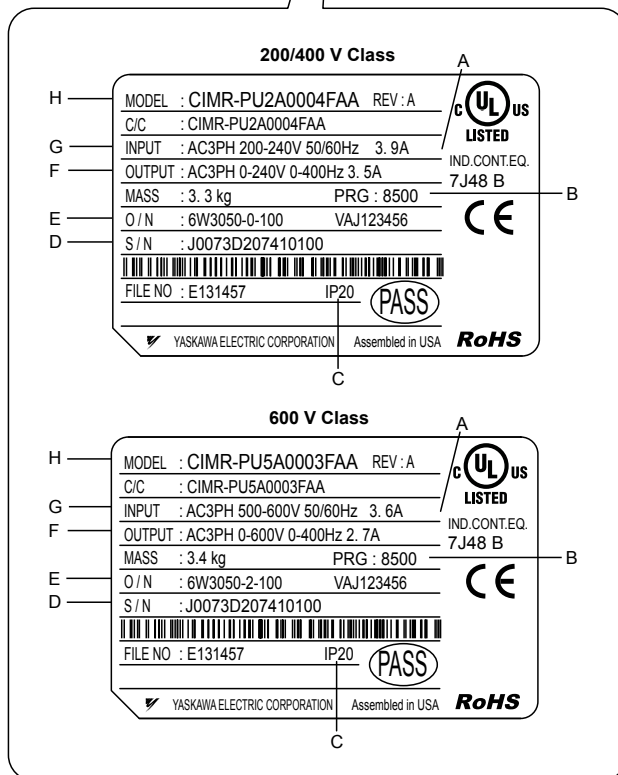 200/400 V Class
A
H
MODEL : CIMR-PU2A0004FAA REV : A
C UL US
LISTED
C/C : CIMR-PU2A0004FAA
G
INPUT : AC3PH 200-240V 50/60Hz 3. 9A
IND.CONT.EQ.
F
OUTPUT : AC3PH 0-240V 0-400Hz 3. 5A
7J48 B
MASS : 3. 3 kg PRG : 8500
B
E
O / N : 6W3050-0-100 VAJ123456
CE
D
S / N : J0073D207410100
FILE NO : E131457 IP20
PASS
YASKAWA ELECTRIC CORPORATION Assembled in USA RoHS
C
600 V Class
A
H
MODEL : CIMR-PU5A0003FAA REV : A
C UL US
LISTED
C/C : CIMR-PU5A0003FAA
G
INPUT : AC3PH 500-600V 50/60Hz 3. 6A
IND.CONT.EQ.
F
OUTPUT : AC3PH 0-600V 0-400Hz 2. 7A
7J48 B
MASS : 3.4 kg PRG : 8500
B
E
O / N : 6W3050-2-100 VAJ123456
CE
D
S / N : J0073D207410100
FILE NO : E131457 IP20
PASS
YASKAWA ELECTRIC CORPORATION Assembled in USA RoHS
C